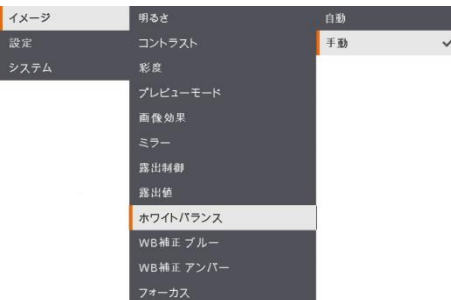 イメージ
設定
システム
明るさ
コントラスト
彩度
プレビューモード
画像効果
ミラー
露出制御
露出値
ホワイトバランス
WB補正 ブルー
WB補正 アンバー
フォーカス
自動
手動